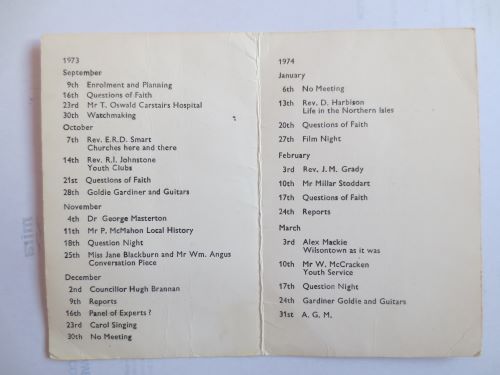 1973
September
9th Enrolment and Planning
16th Questions of Faith
23rd Mr T. Oswald Carstairs Hospital
30th Watchmaking
October
7th Rev. E.R.D. Smart
Churches here and there
14th Rev. R.I. Johnstone
Youth Clubs
21st Questions of Faith
28th Goldie Gardiner and Guitars
November
4th Dr George Masterton
11th Mr P. McMahon Local History
18th Question Night
25th Miss Jane Blackburn and Mr Wm. Angus
Conversation Piece
December
2nd Councillor Hugh Brannan
9th Reports
16th Panel of Experts ?
23rd Carol Singing
30th No Meeting
1974
January
6th No Meeting
13th Rev. D. Harbison
Life in the Northern Isles
20th Questions of Faith
27th Film Night
February
3rd Rev. J. M. Grady
10th Mr Millar Stoddart
17th Questions of Faith
24th Reports
March
3rd Alex Mackie
Wilsontown as it was
10th Mr W. McCracken
Youth Service
17th Question Night
24th Gardiner Goldie and Guitars
31st A. G. M.